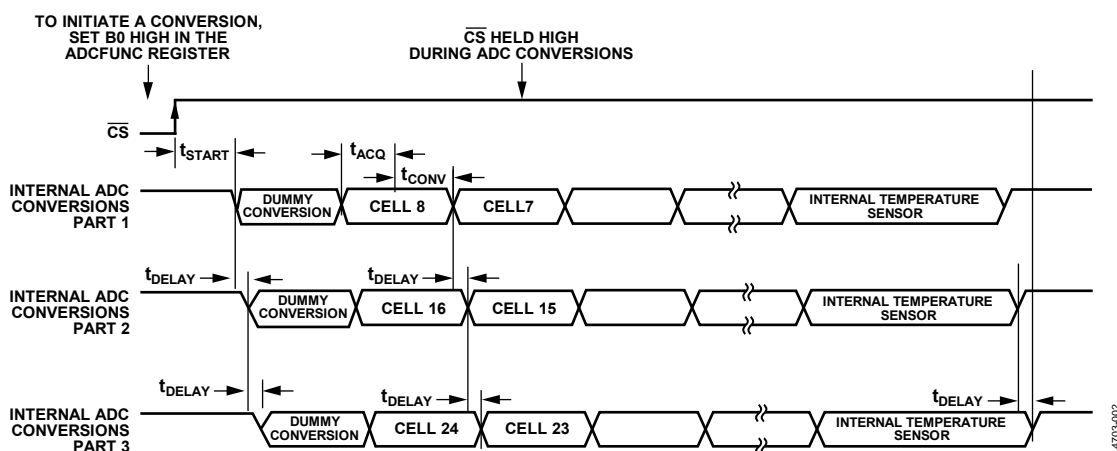 TO INITIATE A CONVERSION,
SET B0 HIGH IN THE
ADCFUNC REGISTER
CS HELD HIGH
DURING ADC CONVERSIONS
CS
tSTART
tACQ
tCONV
INTERNAL ADC
CONVERSIONS
PART 1
DUMMY
CONVERSION
CELL 8
CELL7
INTERNAL TEMPERATURE
SENSOR
tDELAY
tDELAY
INTERNAL ADC
CONVERSIONS
PART 2
DUMMY
CONVERSION
CELL 16
CELL 15
INTERNAL TEMPERATURE
SENSOR
tDELAY
tDELAY
tDELAY
INTERNAL ADC
CONVERSIONS
PART 3
DUMMY
CONVERSION
CELL 24
CELL 23
INTERNAL TEMPERATURE
SENSOR
4703-002